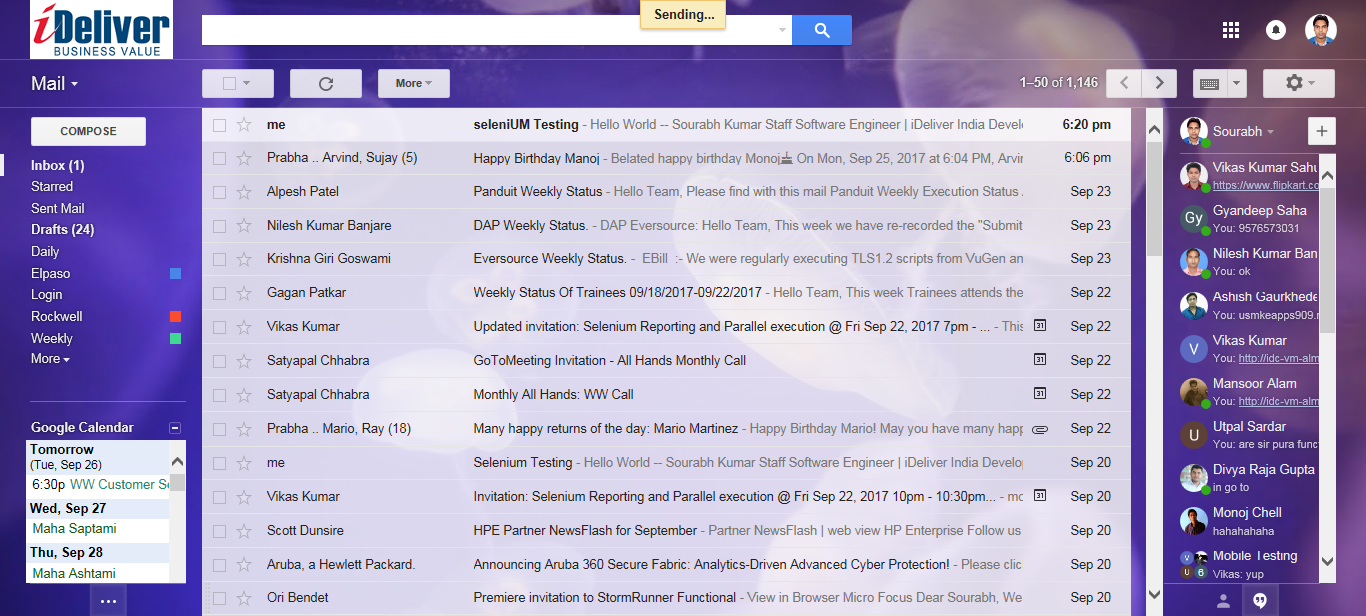 iDeliver
BUSINESS VALUE
Sending...
Mail
More
1–50 of 1,146
COMPOSE
Inbox (1)
Starred
Sent Mail
Drafts (24)
Daily
Elpaso
Login
Rockwell
Weekly
More
Google Calendar
Tomorrow
(Tue, Sep 26)
6:30p WW Customer Se
Wed, Sep 27
Maha Saptami
Thu, Sep 28
Maha Ashtami
me seleniUM Testing - Hello World -- Sourabh Kumar Staff Software Engineer | iDeliver India Develo 6:20 pm
Prabha .. Arvind, Sujay (5) Happy Birthday Manoj - Belated happy birthday Monoj On Mon, Sep 25, 2017 at 6:04 PM, Arvin 6:06 pm
Alpesh Patel Panduit Weekly Status - Hello Team, Please find with this mail Panduit Weekly Execution Status . Sep 23
Nilesh Kumar Banjare DAP Weekly Status. - DAP Eversource: Hello Team, This week we have re-recorded the "Submit Sep 23
Krishna Giri Goswami Eversource Weekly Status. - EBill :- We were regularly executing TLS1.2 scripts from VuGen an Sep 23
Gagan Patkar Weekly Status Of Trainees 09/18/2017-09/22/2017 - Hello Team, This week Trainees attends the Sep 22
Vikas Kumar Updated invitation: Selenium Reporting and Parallel execution @ Fri Sep 22, 2017 7pm - ... - This 31 Sep 22
Satyapal Chhabra GoToMeeting Invitation - All Hands Monthly Call 31 Sep 22
Satyapal Chhabra Monthly All Hands: WW Call 31 Sep 22
Prabha .. Mario, Ray (18) Many happy returns of the day: Mario Martinez - Happy Birthday Mario! May you have many happ Sep 22
me Selenium Testing - Hello World -- Sourabh Kumar Staff Software Engineer | iDeliver India Develo Sep 20
Vikas Kumar Invitation: Selenium Reporting and Parallel execution @ Fri Sep 22, 2017 10pm - 10:30pm... - mo 31 Sep 20
Scott Dunsire HPE Partner NewsFlash for September - Partner NewsFlash | web view HP Enterprise Follow us Sep 20
Aruba, a Hewlett Packard. Announcing Aruba 360 Secure Fabric: Analytics-Driven Advanced Cyber Protection! - Please clic Sep 20
Ori Bendet Premiere invitation to StormRunner Functional - View in Browser Micro Focus Dear Sourabh, We Sep 20
Sourabh
Vikas Kumar Sahu
https://www.flipkart.co
Gy
Gyandeep Saha
You: 9576573031
Nilesh Kumar Ban
You: ok
Ashish Gaurkhede
You: usmkeapps909.r
V
Vikas Kumar
You: http://idc-vm-alm
Mansoor Alam
You: http://idc-vm-alm
U
Utpal Sardar
You: are sir pura func
Divya Raja Gupta
in go to
Monoj Chell
hahahahaha
V
U 6
Mobile Testing
Vikas: yup